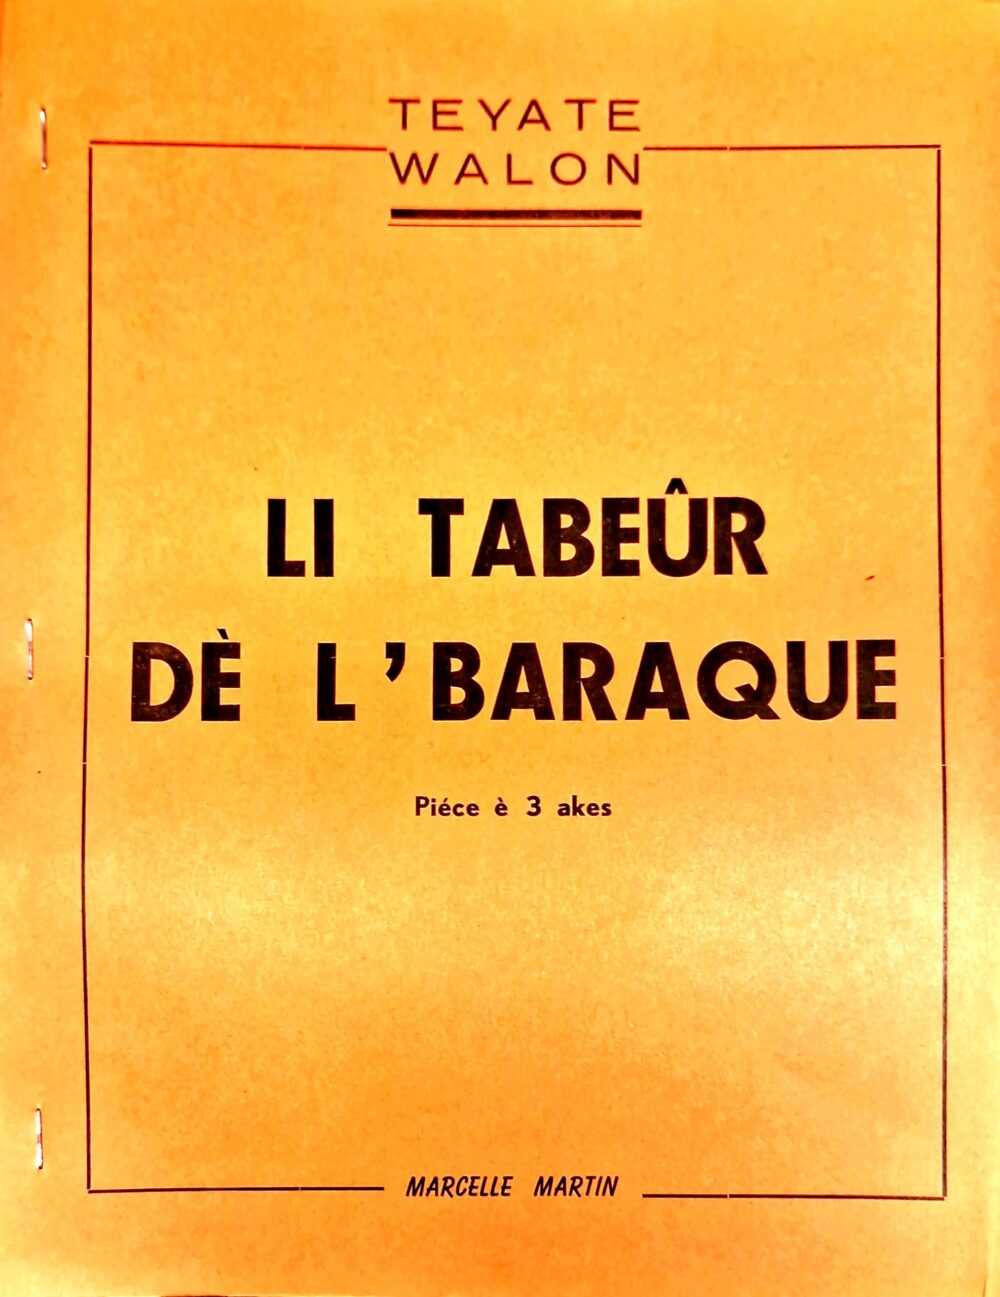 TEYATE
WALON
LI TABEÛR
DÈ L'BARAQUE
Piéce è 3 akes
MARCELLE MARTIN